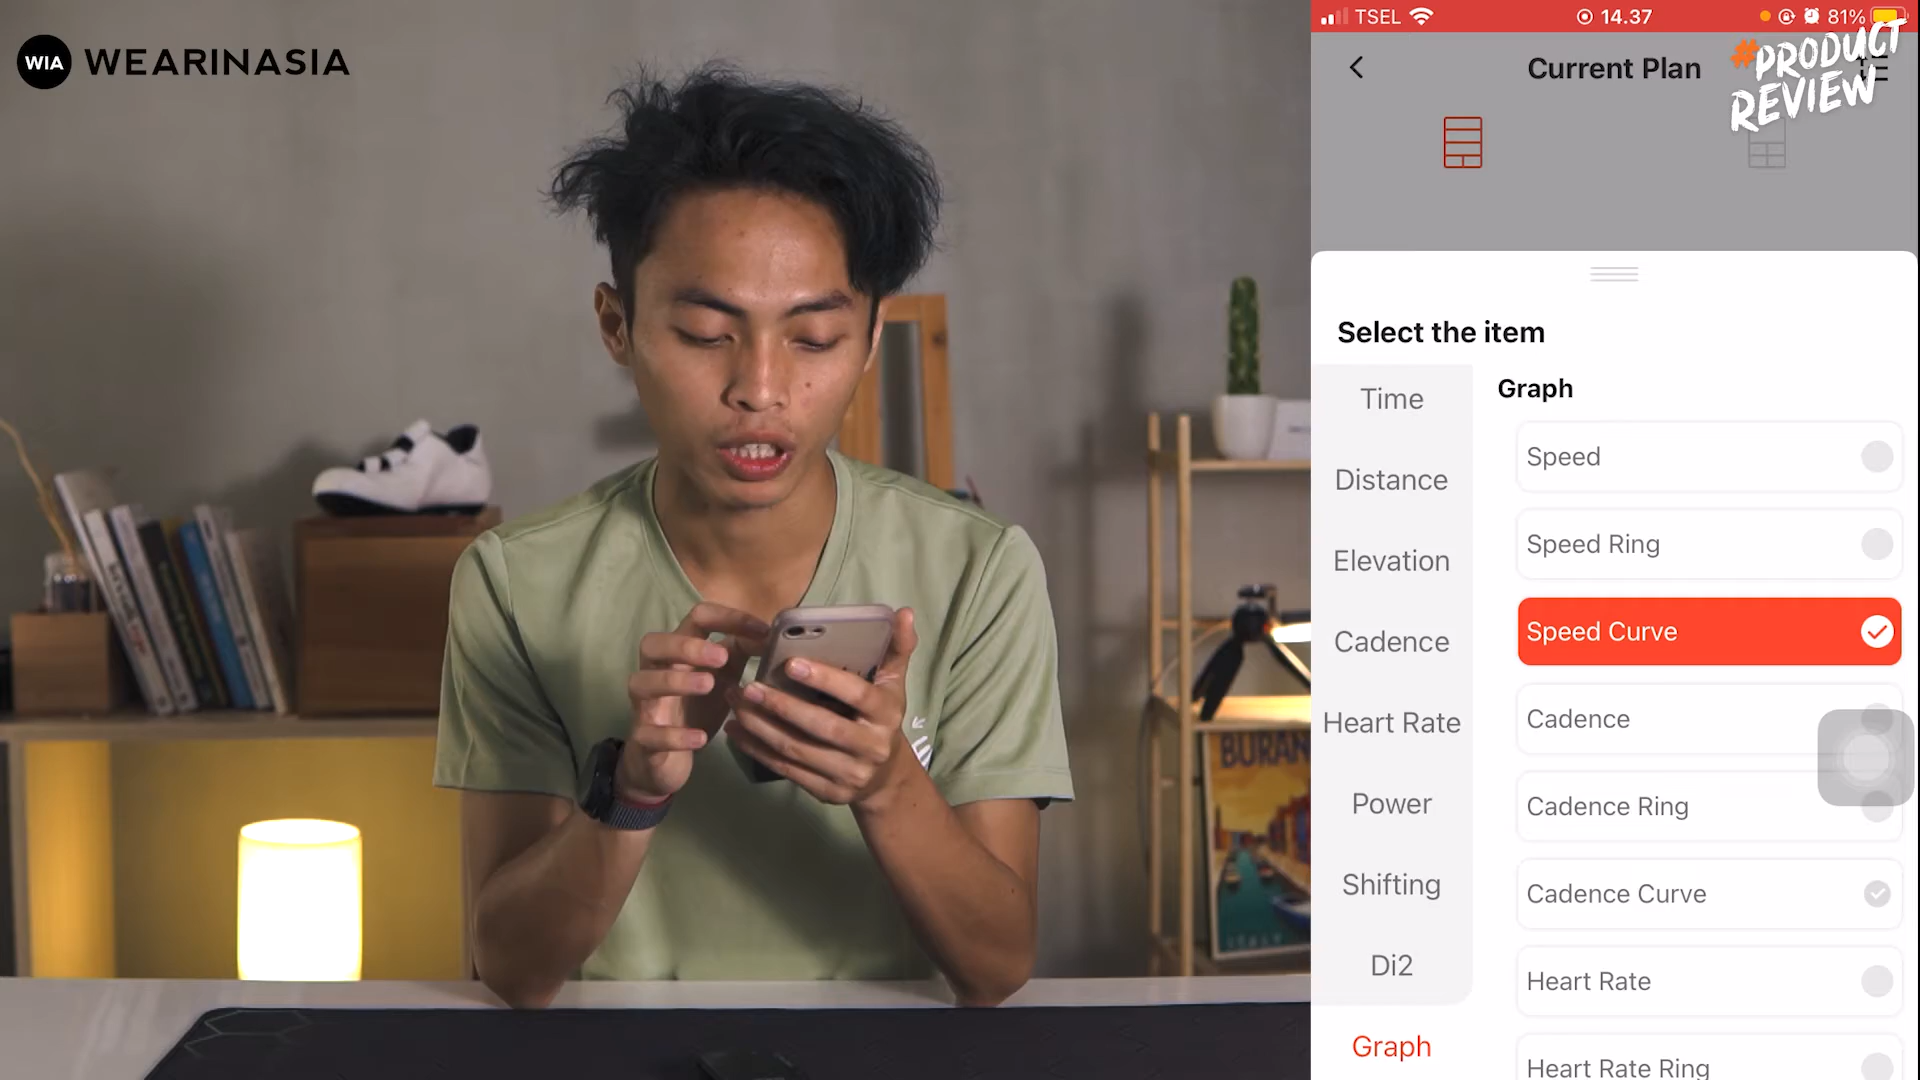 WIA WEARINASIA
TSEL
14.37
81%
#PRODUCT
REVIEW
Current Plan
Select the item
Time
Distance
Elevation
Cadence
Heart Rate
Power
Shifting
Di2
Graph
Graph
Speed
Speed Ring
Speed Curve
Cadence
Cadence Ring
Cadence Curve
Heart Rate
Heart Rate Ring
BURAN
ITALY